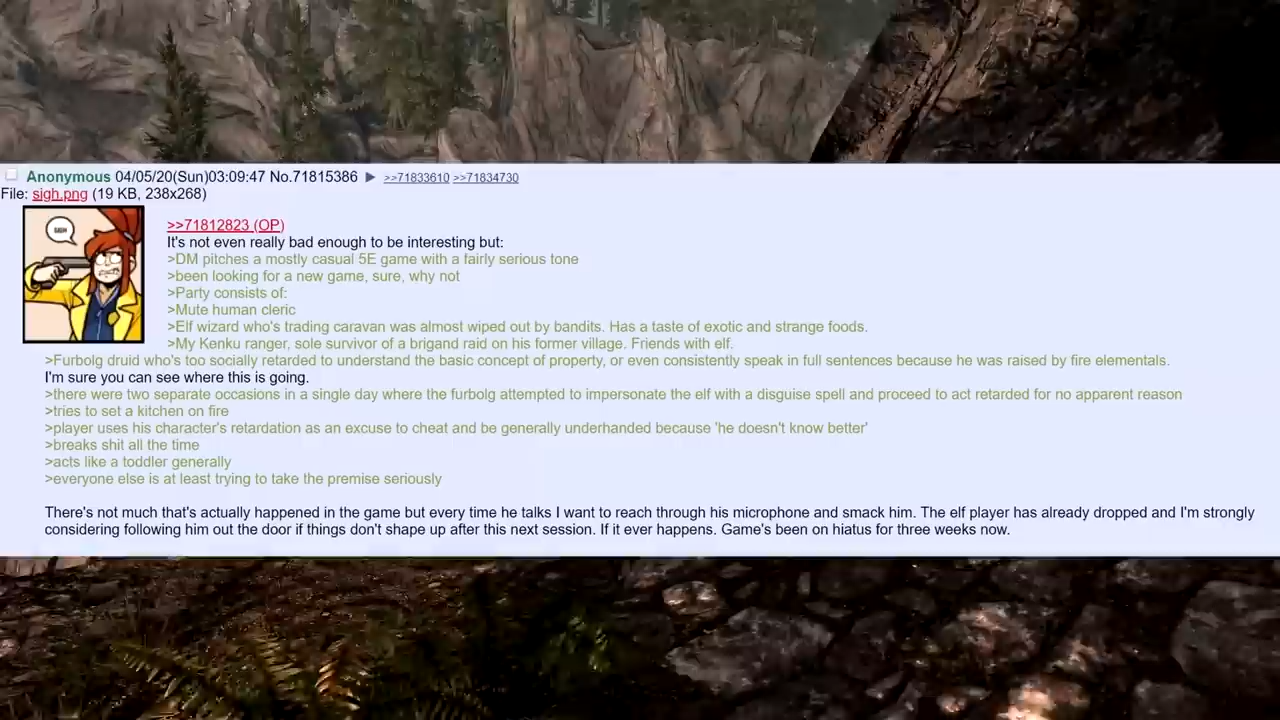 Anonymous 04/05/20(Sun)03:09:47 No.71815386 ▶ >>71833610 >>71834730
File: sigh.png (19 KB, 238x268)
SIGH
>>71812823 (OP)
It's not even really bad enough to be interesting but:
>DM pitches a mostly casual 5E game with a fairly serious tone
>been looking for a new game, sure, why not
>Party consists of:
>Mute human cleric
>Elf wizard who's trading caravan was almost wiped out by bandits. Has a taste of exotic and strange foods.
>My Kenku ranger, sole survivor of a brigand raid on his former village. Friends with elf.
>Furbolg druid who's too socially retarded to understand the basic concept of property, or even consistently speak in full sentences because he was raised by fire elementals.
I'm sure you can see where this is going.
>there were two separate occasions in a single day where the furbolg attempted to impersonate the elf with a disguise spell and proceed to act retarded for no apparent reason
>tries to set a kitchen on fire
>player uses his character's retardation as an excuse to cheat and be generally underhanded because 'he doesn't know better'
>breaks shit all the time
>acts like a toddler generally
>everyone else is at least trying to take the premise seriously
There's not much that's actually happened in the game but every time he talks I want to reach through his microphone and smack him. The elf player has already dropped and I'm strongly
considering following him out the door if things don't shape up after this next session. If it ever happens. Game's been on hiatus for three weeks now.